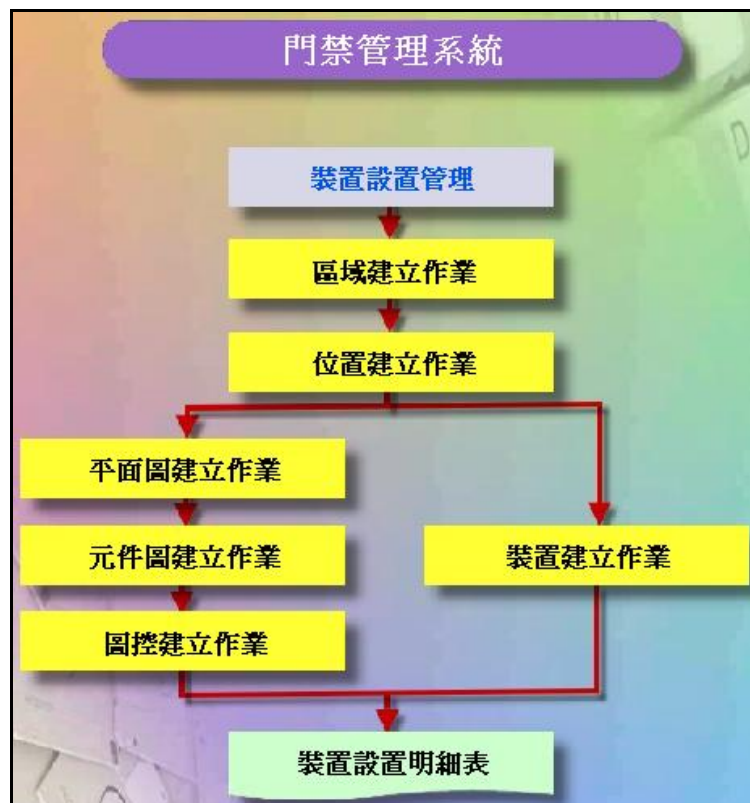 門禁管理系統
裝置設置管理
區域建立作業
位置建立作業
平面圖建立作業
元件圖建立作業
裝置建立作業
圖控建立作業
裝置設置明細表